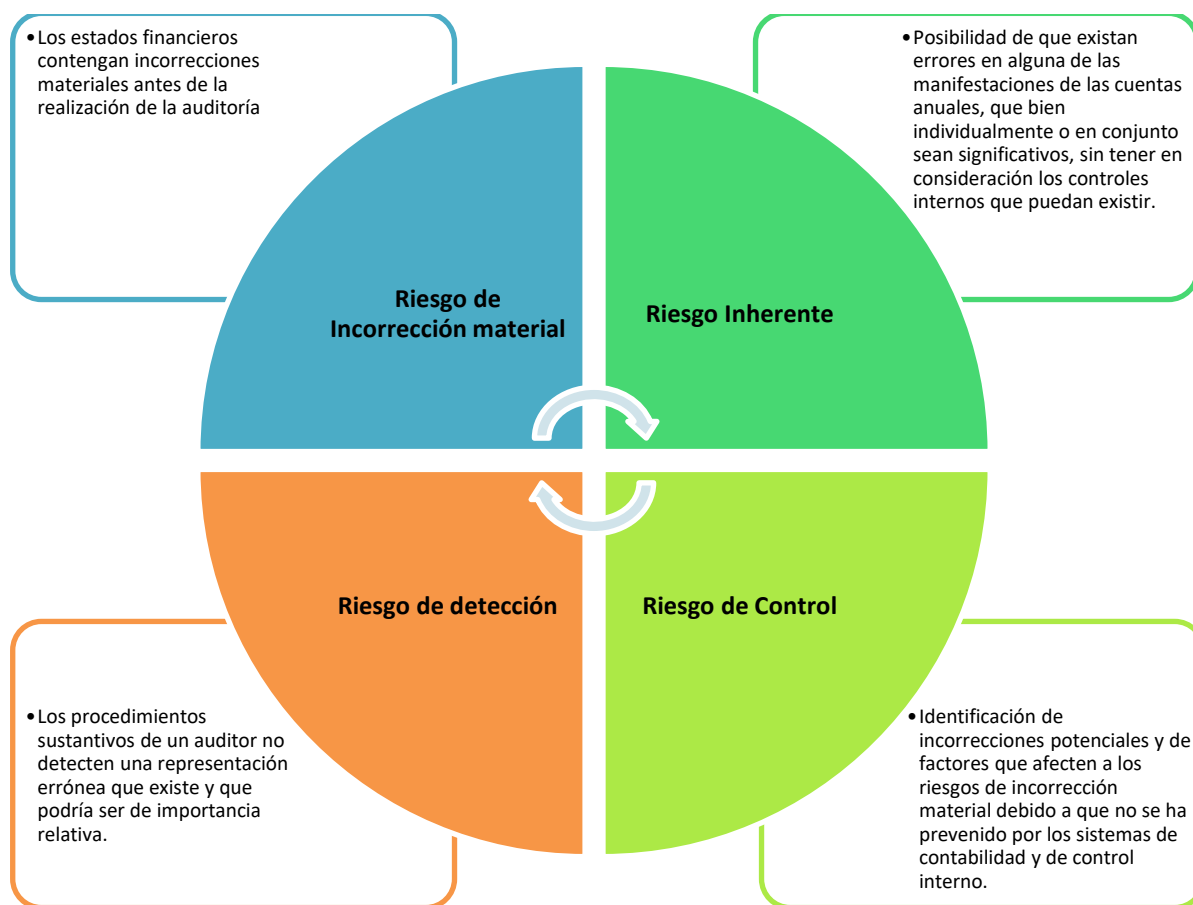 •Los estados financieros
contengan incorrecciones
materiales antes de la
realización de la auditoría
•Posibilidad de que existan
errores en alguna de las
manifestaciones de las cuentas
anuales, que bien
individualmente o en conjunto
sean significativos, sin tener en
consideración los controles
internos que puedan existir.
Riesgo de
Incorrección material
Riesgo Inherente
Riesgo de detección
Riesgo de Control
•Los procedimientos
sustantivos de un auditor no
detecten una representación
errónea que existe y que
podría ser de importancia
relativa.
•Identificación de
incorrecciones potenciales y de
factores que afecten a los
riesgos de incorrección
material debido a que no se ha
prevenido por los sistemas de
contabilidad y de control
interno.